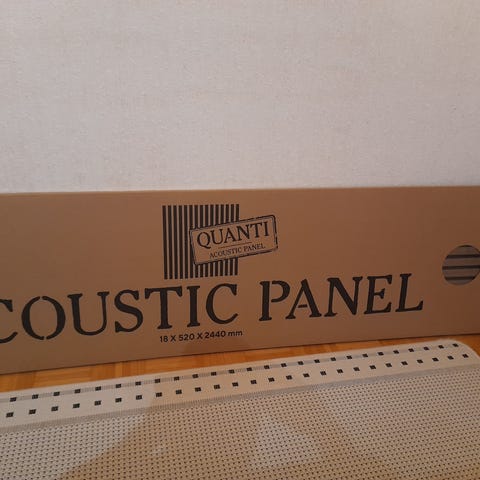 QUANTI
ACOUSTIC PANEL
COUSTIC PANEL
18 X 520 X 2440 mm